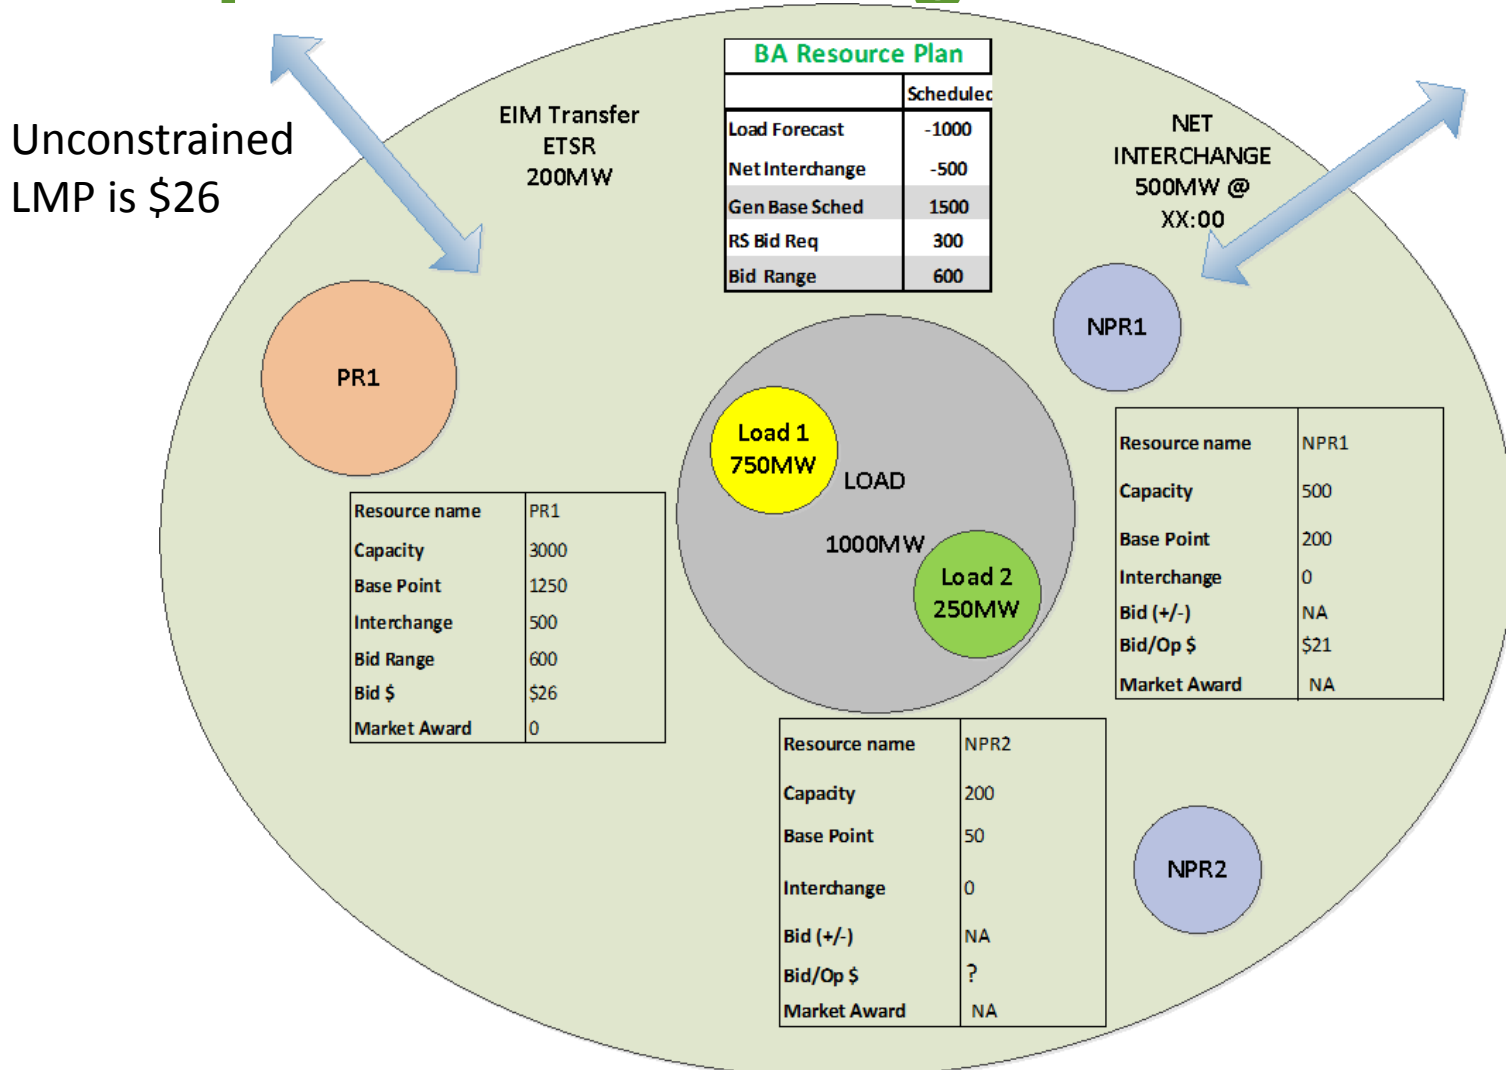 Unconstrained
LMP is $26
EIM Transfer
ETSR
200MW
BA Resource Plan
Scheduled
Load Forecast -1000
Net Interchange -500
Gen Base Sched 1500
RS Bid Req 300
Bid Range 600
NET
INTERCHANGE
500MW @
XX:00
PR1
NPR1
Load 1
750MW
LOAD
1000MW
Load 2
250MW
Resource name PR1
Capacity 3000
Base Point 1250
Interchange 500
Bid Range 600
Bid $ $26
Market Award 0
Resource name NPR1
Capacity 500
Base Point 200
Interchange 0
Bid (+/-) NA
Bid/Op $ $21
Market Award NA
Resource name NPR2
Capacity 200
Base Point 50
Interchange 0
Bid (+/-) NA
Bid/Op $ ?
Market Award NA
NPR2